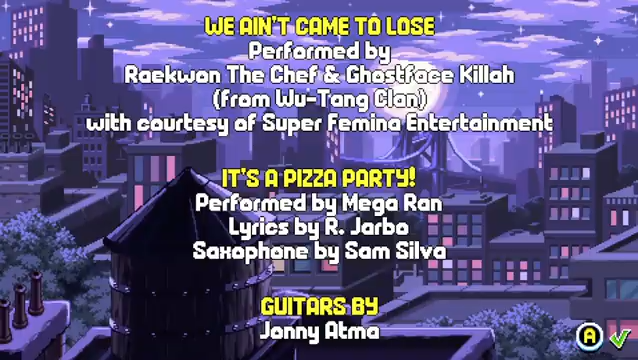 WE AIN'T CAME TO LOSE
Performed by
Raekwon The Chef & Ghostface Killah
(from Wu-Tang Clan)
with courtesy of Super Femina Entertainment
IT'S A PIZZA PARTY!
Performed by Mega Ran
Lyrics by R. Jarbo
Saxophone by Sam Silva
GUITARS BY
Jonny Atma
A